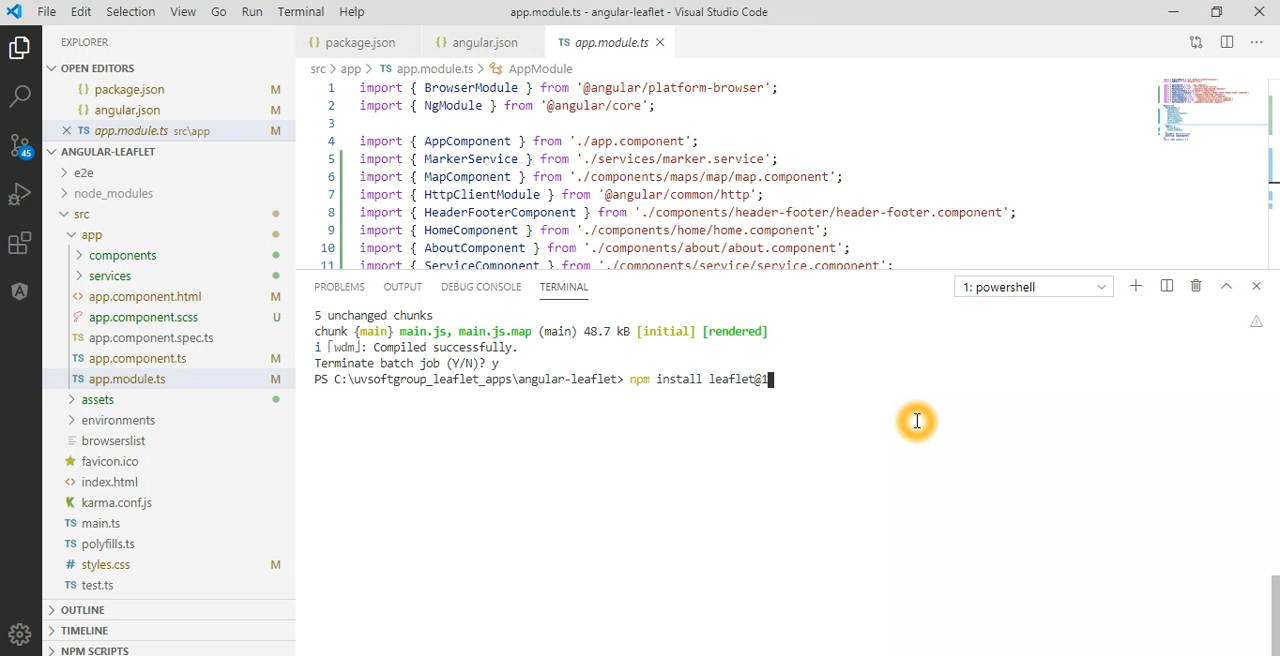 File Edit Selection View Go Run Terminal Help
app.module.ts - angular-leaflet - Visual Studio Code
EXPLORER
OPEN EDITORS
{} package.json M
{} angular.json M
TS app.module.ts src\app M
ANGULAR-LEAFLET
e2e
node_modules
src
app
components
services
<> app.component.html M
app.component.scss U
TS app.component.spec.ts
TS app.component.ts M
TS app.module.ts M
assets
environments
browserslist
favicon.ico
<> index.html
karma.conf.js
TS main.ts
TS polyfills.ts
# styles.css M
TS test.ts
OUTLINE
TIMELINE
NPM SCRIPTS
45
{} package.json {} angular.json TS app.module.ts
src > app > TS app.module.ts > AppModule
1 import { BrowserModule } from '@angular/platform-browser';
2 import { NgModule } from '@angular/core';
3
4 import { AppComponent } from './app.component';
5 import { MarkerService } from './services/marker.service';
6 import { MapComponent } from './components/maps/map/map.component';
7 import { HttpClientModule } from '@angular/common/http';
8 import { HeaderFooterComponent } from './components/header-footer/header-footer.component';
9 import { HomeComponent } from './components/home/home.component';
10 import { AboutComponent } from './components/about/about.component';
11 import { ServiceComponent } from './components/service/service.component';
PROBLEMS OUTPUT DEBUG CONSOLE TERMINAL
1: powershell
5 unchanged chunks
chunk {main} main.js, main.js.map (main) 48.7 kB [initial] [rendered]
i ｢wdm｣: Compiled successfully.
Terminate batch job (Y/N)? y
PS C:\uvsoftgroup_leaflet_apps\angular-leaflet> npm install leaflet@1